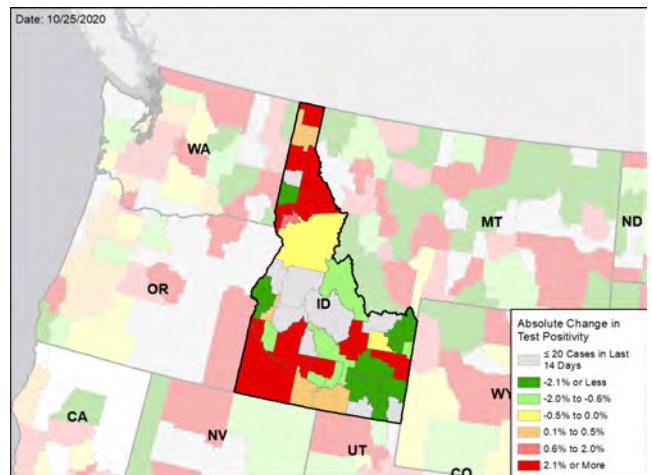 Date: 10/25/2020
WA
MT
ND
OR
ID
WY
CA
NV
UT
CO
Absolute Change in
Test Positivity
≤ 20 Cases in Last
14 Days
-2.1% or Less
-2.0% to -0.6%
-0.5% to 0.0%
0.1% to 0.5%
0.6% to 2.0%
2.1% or More